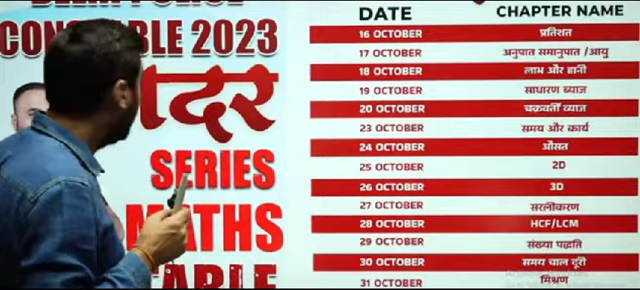 CONSTABLE 2023
SERIES
MATHS
TABLE
DATE CHAPTER NAME
16 OCTOBER प्रतिशत
17 OCTOBER अनुपात समानुपात /आयु
18 OCTOBER लाभ और हानी
19 OCTOBER साधारण ब्याज
20 OCTOBER चक्रवर्ती ब्याज
23 OCTOBER समय और कार्य
24 OCTOBER औसत
25 OCTOBER 2D
26 OCTOBER 3D
27 OCTOBER सरलीकरण
28 OCTOBER HCF/LCM
29 OCTOBER संख्या पद्धति
30 OCTOBER समय चाल दूरी
31 OCTOBER मिश्रण